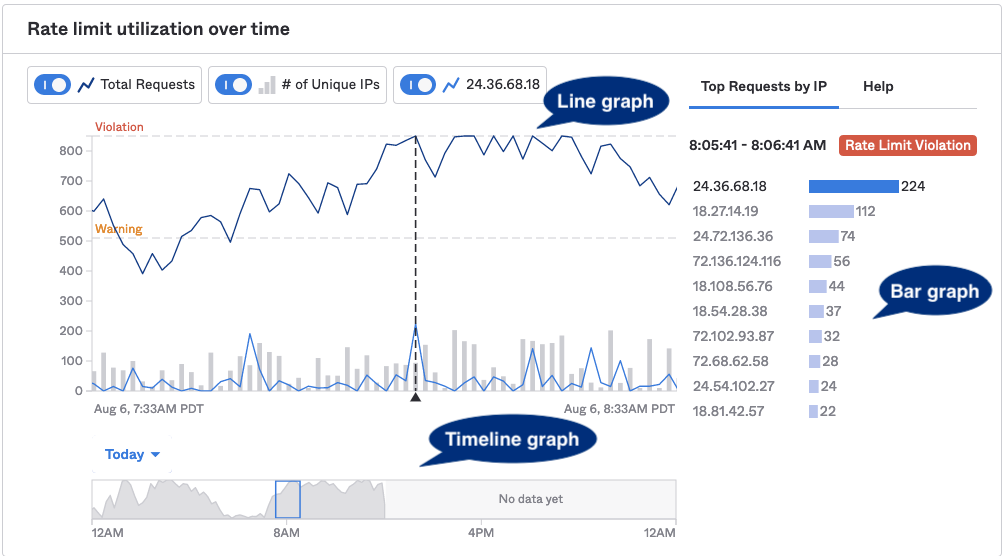 Rate limit utilization over time
Total Requests
# of Unique IPs
24.36.68.18
Line graph
Top Requests by IP
Help
Violation
800
700
600
Warning
500
400
300
200
100
0
Aug 6, 7:33AM PDT
Aug 6, 8:33AM PDT
8:05:41 - 8:06:41 AM
Rate Limit Violation
24.36.68.18 224
18.27.14.19 112
24.72.136.36 74
72.136.124.116 56
18.108.56.76 44
18.54.28.38 37
72.102.93.87 32
72.68.62.58 28
24.54.102.27 24
18.81.42.57 22
Bar graph
Timeline graph
Today
No data yet
12AM
8AM
4PM
12AM